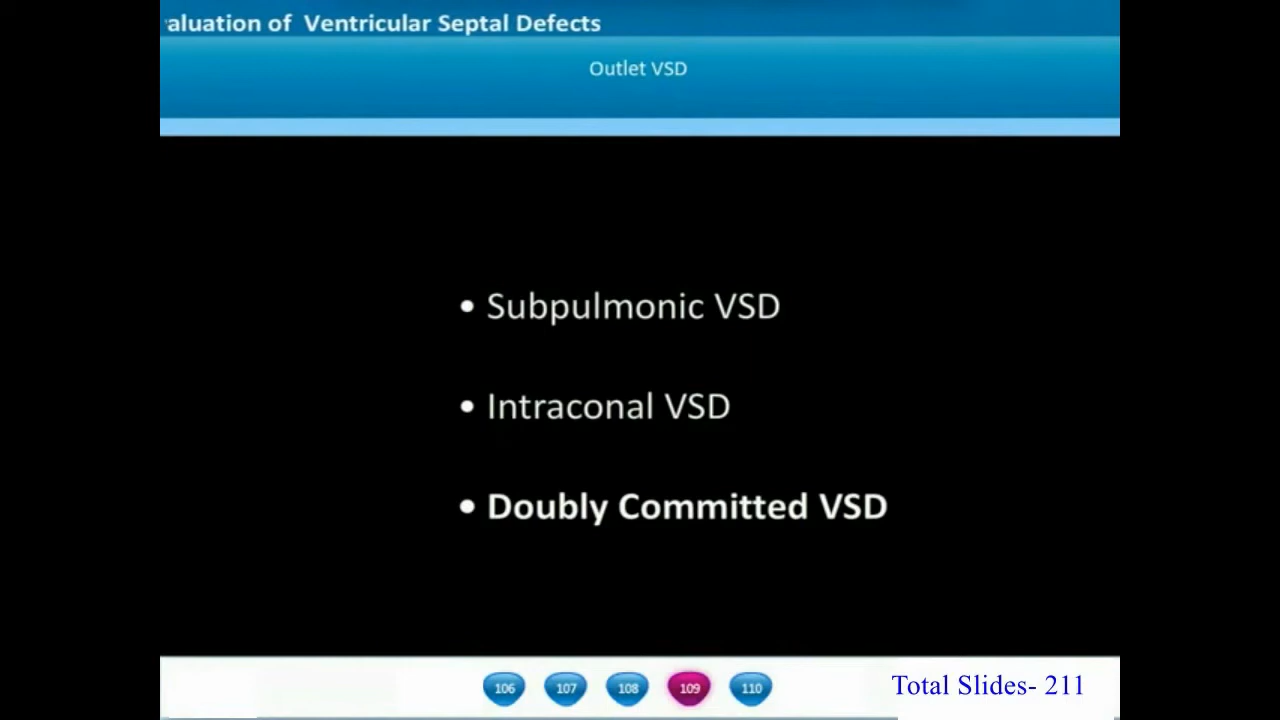 aluation of Ventricular Septal Defects
Outlet VSD
• Subpulmonic VSD
• Intraconal VSD
• Doubly Committed VSD
106 107 108 109 110
Total Slides- 211